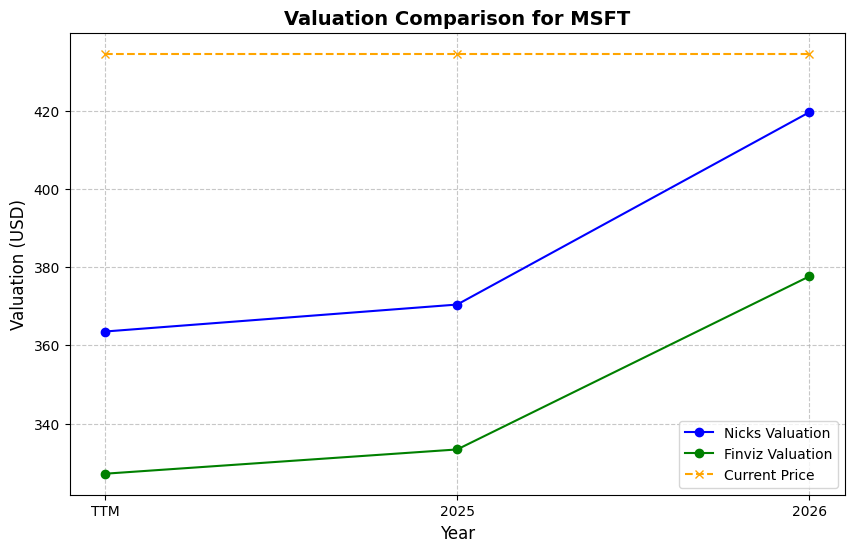 Valuation Comparison for MSFT
Valuation (USD)
420
400
380
360
340
TTM
2025
2026
Year
Nicks Valuation
Finviz Valuation
Current Price